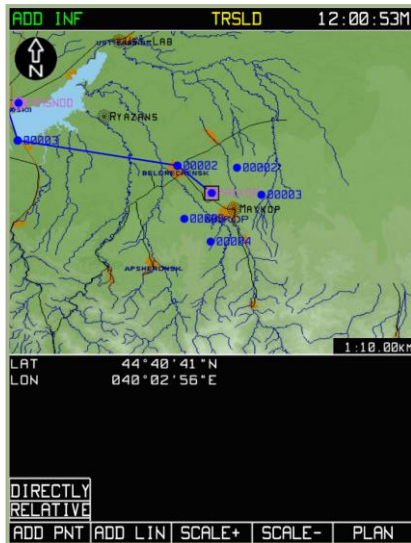 ADD INF TRSLD 12:00:53M
LAB
N
RYAZANS
00003
00002
00002
BELORECHENSK
00003
MAYKOP
00004
APSHERONSK
1:10.00KM
LAT 44°40'41"N
LON 040°02'56"E
DIRECTLY
RELATIVE
ADD PNT ADD LIN SCALE+ SCALE- PLAN